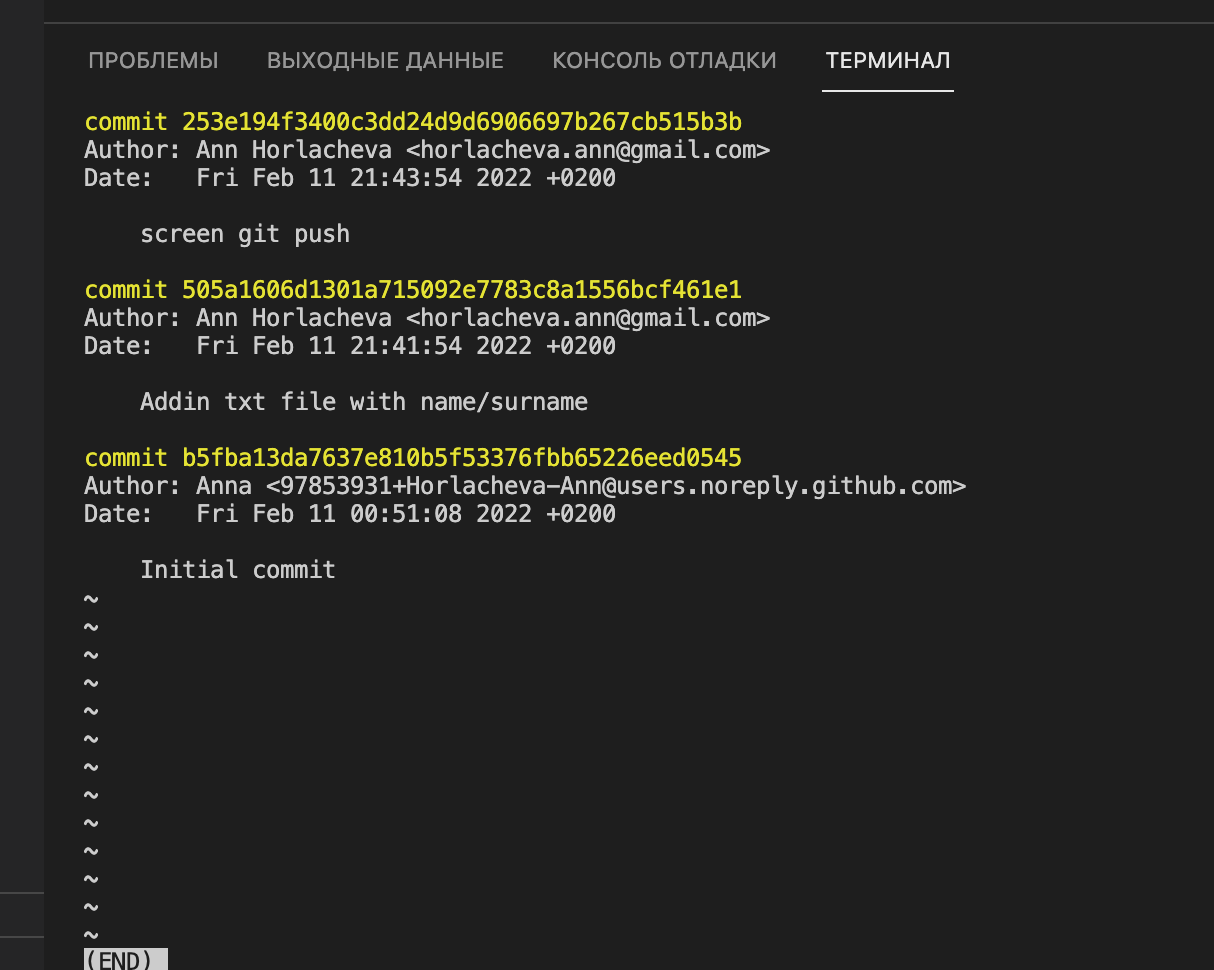 ПРОБЛЕМЫ ВЫХОДНЫЕ ДАННЫЕ КОНСОЛЬ ОТЛАДКИ ТЕРМИНАЛ
commit 253e194f3400c3dd24d9d6906697b267cb515b3b
Author: Ann Horlacheva <horlacheva.ann@gmail.com>
Date:   Fri Feb 11 21:43:54 2022 +0200
screen git push
commit 505a1606d1301a715092e7783c8a1556bcf461e1
Author: Ann Horlacheva <horlacheva.ann@gmail.com>
Date:   Fri Feb 11 21:41:54 2022 +0200
Addin txt file with name/surname
commit b5fba13da7637e810b5f53376fbb65226eed0545
Author: Anna <97853931+Horlacheva-Ann@users.noreply.github.com>
Date:   Fri Feb 11 00:51:08 2022 +0200
Initial commit
~
~
~
~
~
~
~
~
~
~
~
~
~
(END)